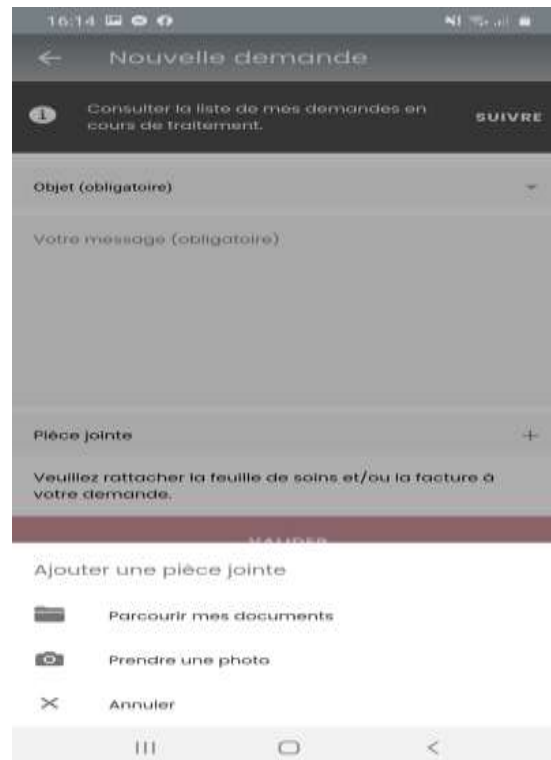 16:14
Nouvelle demande
Consulter la liste de mes demandes en
cours de traitement.
SUIVRE
Objet (obligatoire)
Votre message (obligatoire)
Pièce jointe
Veuillez rattacher la feuille de soins et/ou la facture à
votre demande.
VALIDER
Ajouter une pièce jointe
Parcourir mes documents
Prendre une photo
Annuler